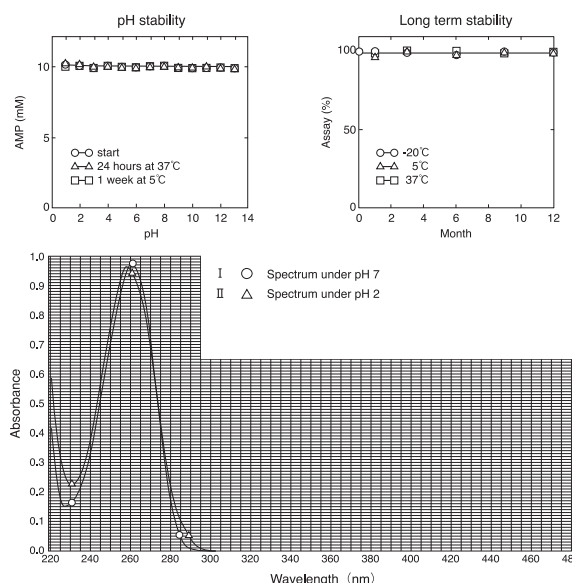 pH stability
AMP (mM)
15
10
5
0
start
24 hours at 37℃
1 week at 5℃
0 2 4 6 8 10 12 14
pH
Long term stability
Assay (%)
100
50
0
-20℃
5℃
37℃
0 3 6 9 12
Month
Absorbance
1.0
0.9
0.8
0.7
0.6
0.5
0.4
0.3
0.2
0.1
0.0
I Spectrum under pH 7
II Spectrum under pH 2
220 240 260 280 300 320 340 360 380 400 420 440 460 480
Wavelength (nm)